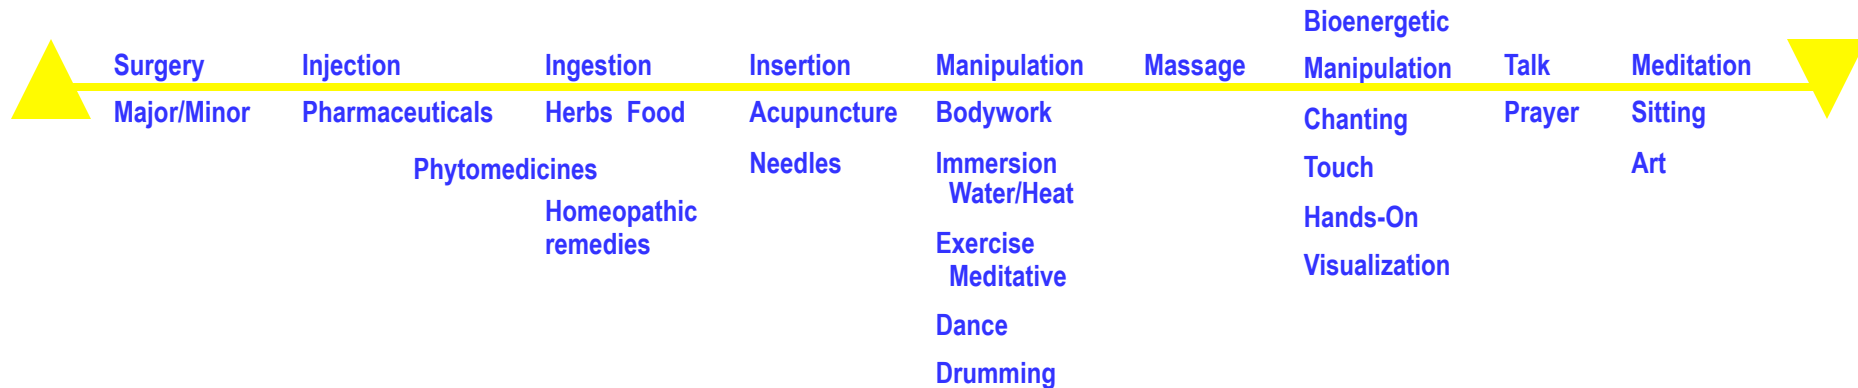 Surgery
Major/Minor
Injection
Pharmaceuticals
Phytomedicines
Ingestion
Herbs Food
Homeopathic
remedies
Insertion
Acupuncture
Needles
Manipulation
Bodywork
Immersion
Water/Heat
Exercise
Meditative
Dance
Drumming
Massage
Bioenergetic
Manipulation
Chanting
Touch
Hands-On
Visualization
Talk
Prayer
Meditation
Sitting
Art